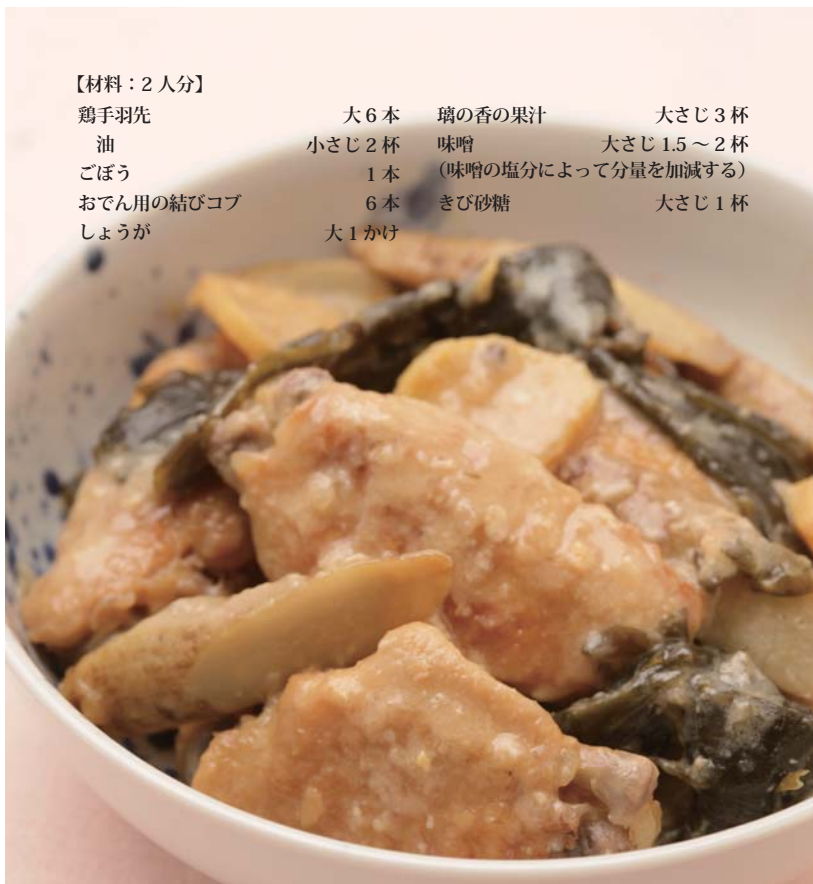 【材料：2 人分】
鶏手羽先 大 6 本
油 小さじ 2 杯
ごぼう 1 本
おでん用の結びコブ 6 本
しょうが 大 1 かけ
璃の香の果汁 大さじ 3 杯
味噌 大さじ 1.5 〜 2 杯
（味噌の塩分によって分量を加減する）
きび砂糖 大さじ 1 杯